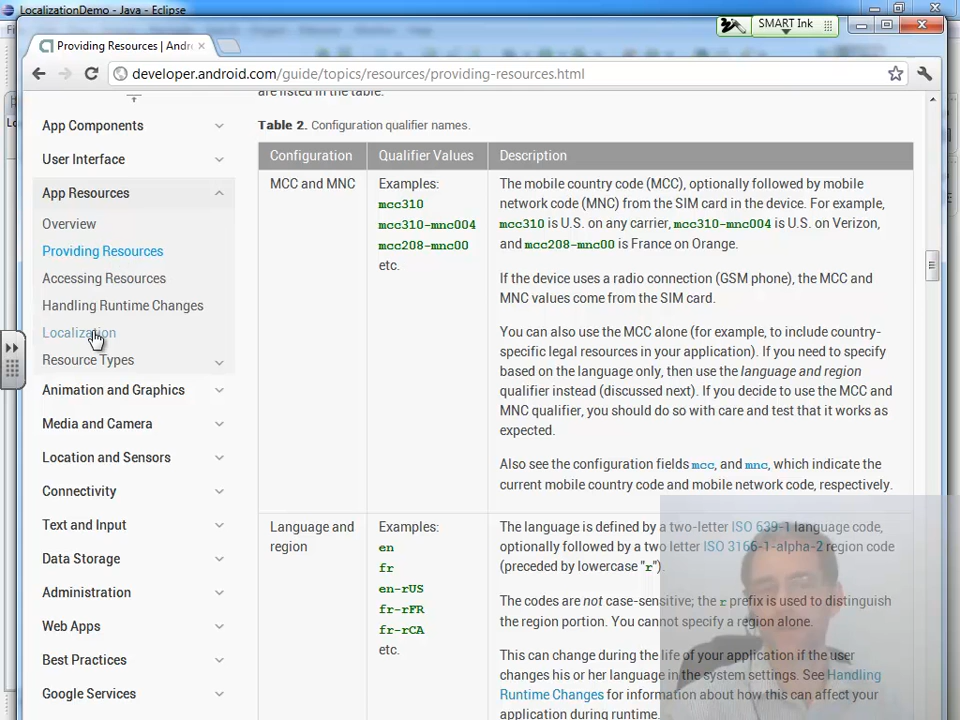 LocalizationDemo - Java - Eclipse
SMART Ink
Providing Resources | Andr
developer.android.com/guide/topics/resources/providing-resources.html
are listed in the table.
App Components
User Interface
App Resources
Overview
Providing Resources
Accessing Resources
Handling Runtime Changes
Localization
Resource Types
Animation and Graphics
Media and Camera
Location and Sensors
Connectivity
Text and Input
Data Storage
Administration
Web Apps
Best Practices
Google Services
Table 2. Configuration qualifier names.
Configuration
Qualifier Values
Description
MCC and MNC
Examples:
mcc310
mcc310-mnc004
mcc208-mnc00
etc.
The mobile country code (MCC), optionally followed by mobile
network code (MNC) from the SIM card in the device. For example,
mcc310 is U.S. on any carrier, mcc310-mnc004 is U.S. on Verizon,
and mcc208-mnc00 is France on Orange.
If the device uses a radio connection (GSM phone), the MCC and
MNC values come from the SIM card.
You can also use the MCC alone (for example, to include country-
specific legal resources in your application). If you need to specify
based on the language only, then use the language and region
qualifier instead (discussed next). If you decide to use the MCC and
MNC qualifier, you should do so with care and test that it works as
expected.
Also see the configuration fields mcc, and mnc, which indicate the
current mobile country code and mobile network code, respectively.
Language and
region
Examples:
en
fr
en-rUS
fr-rFR
fr-rCA
etc.
The language is defined by a two-letter ISO 639-1 language code,
optionally followed by a two letter ISO 3166-1-alpha-2 region code
(preceded by lowercase "r").
The codes are not case-sensitive; the r prefix is used to distinguish
the region portion. You cannot specify a region alone.
This can change during the life of your application if the user
changes his or her language in the system settings. See Handling
Runtime Changes for information about how this can affect your
application during runtime.